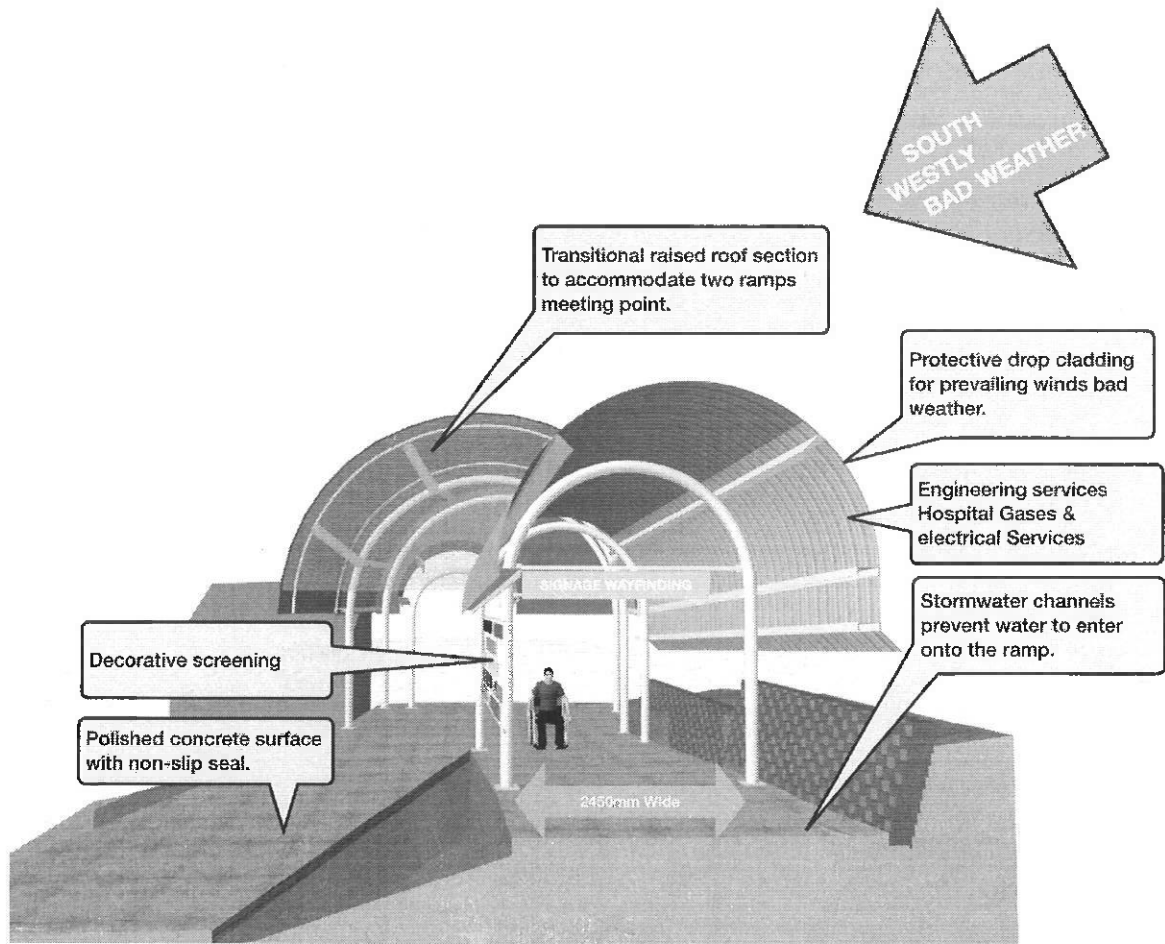 SOUTH
WESTLY
BAD WEATHER
Transitional raised roof section
to accommodate two ramps
meeting point.
Protective drop cladding
for prevailing winds bad
weather.
Engineering services
Hospital Gases &
electrical Services
SIGNAGE WAYFINDING
Stormwater channels
prevent water to enter
onto the ramp.
Decorative screening
Polished concrete surface
with non-slip seal.
2450mm Wide